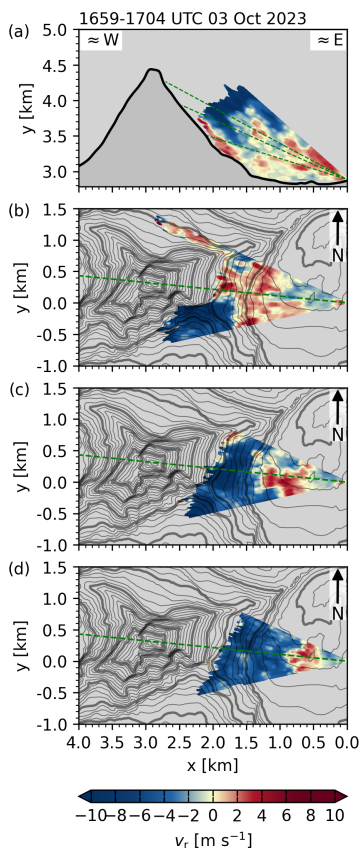 1659-1704 UTC 03 Oct 2023
(a)
≈ W
≈ E
5.0
4.5
4.0
3.5
3.0
y [km]
(b)
1.5
1.0
0.5
0.0
-0.5
-1.0
y [km]
N
(c)
1.5
1.0
0.5
0.0
-0.5
-1.0
y [km]
N
(d)
1.5
1.0
0.5
0.0
-0.5
-1.0
y [km]
N
4.0 3.5 3.0 2.5 2.0 1.5 1.0 0.5 0.0
x [km]
−10 −8 −6 −4 −2 0 2 4 6 8 10
vr [m s⁻¹]